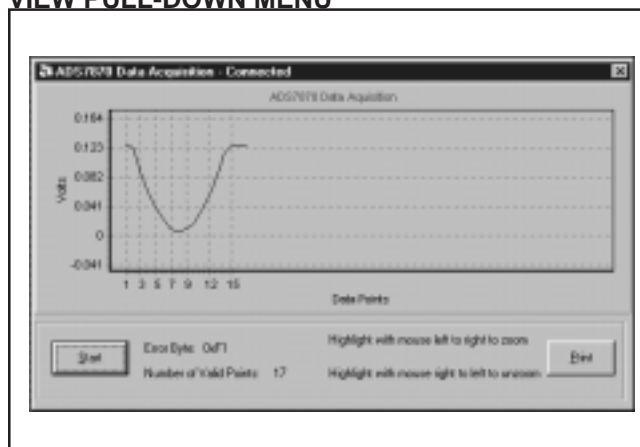 VIEW PULL-DOWN MENU
ADS7870 Data Acquisition - Connected
ADS7870 Data Aquisition
0.164
0.123
0.082
0.041
0
-0.041
Volts
1 3 5 7 9 12 15
Data Points
Start
Error Byte: 0xF1
Number of Valid Points: 17
Highlight with mouse left to right to zoom
Highlight with mouse right to left to unzoom
Print